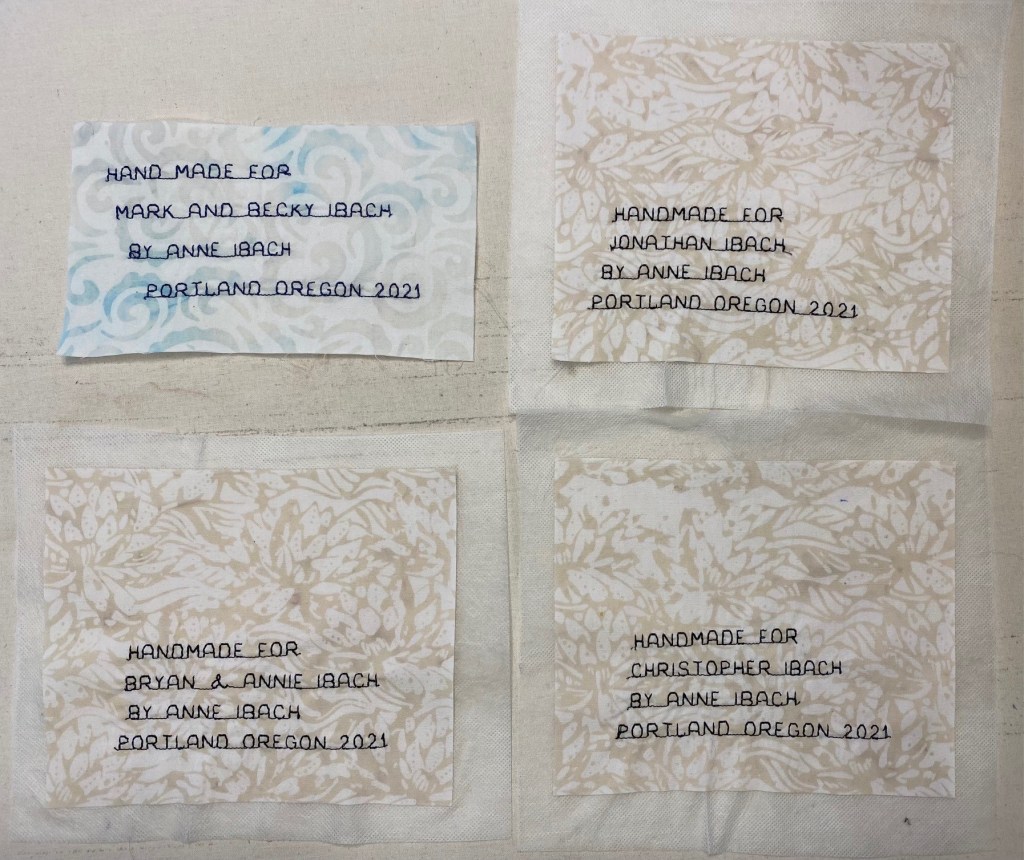 HAND MADE FOR
MARK AND BECKY IBACH
BY ANNE IBACH
PORTLAND OREGON 2021
HANDMADE FOR
JONATHAN IBACH
BY ANNE IBACH
PORTLAND OREGON 2021
HANDMADE FOR
BRYAN & ANNIE IBACH
BY ANNE IBACH
PORTLAND OREGON 2021
HANDMADE FOR
CHRISTOPHER IBACH
BY ANNE IBACH
PORTLAND OREGON 2021